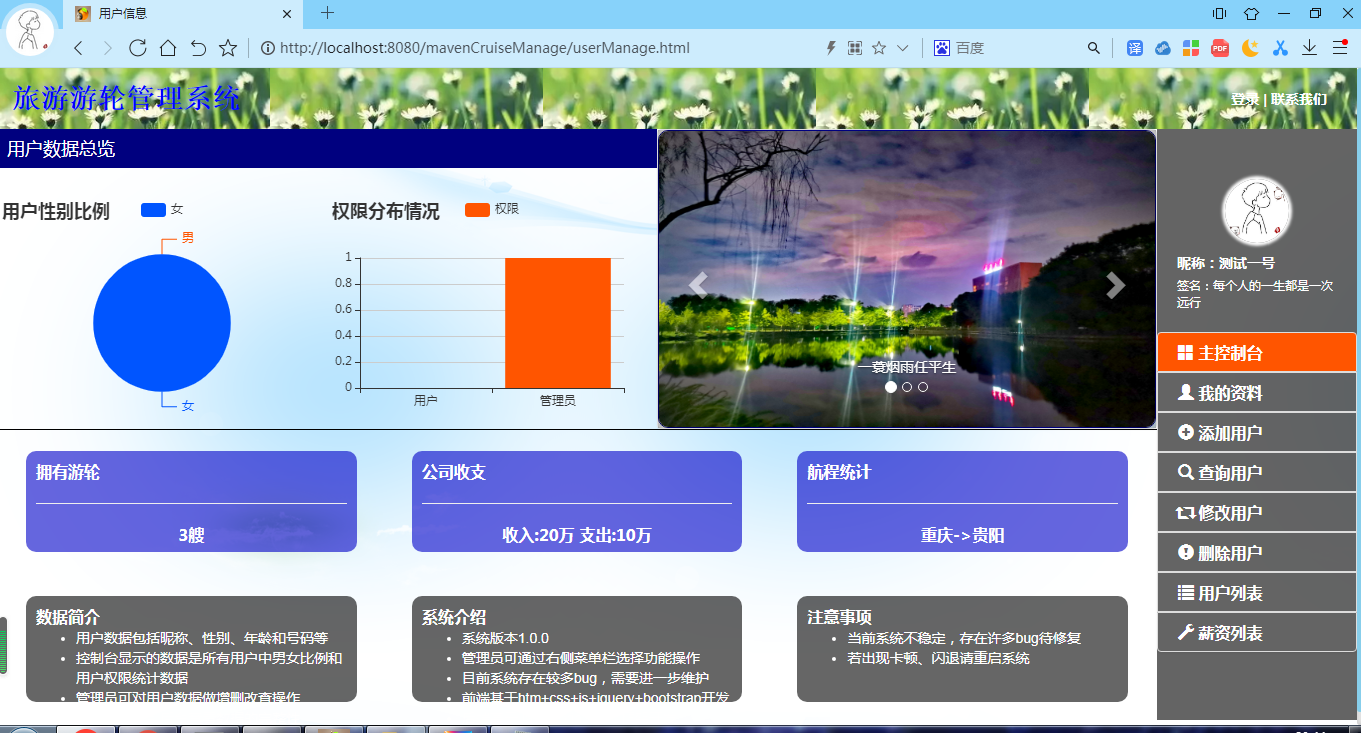 用户信息
http://localhost:8080/mavenCruiseManage/userManage.html
百度
译
PDF
旅游游轮管理系统
登录 | 联系我们
用户数据总览
用户性别比例
女
男
女
权限分布情况
权限
1
0.8
0.6
0.4
0.2
0
用户
管理员
一蓑烟雨任平生
昵称：测试一号
签名：每个人的一生都是一次
远行
主控制台
我的资料
添加用户
查询用户
修改用户
删除用户
用户列表
薪资列表
拥有游轮
3艘
公司收支
收入:20万 支出:10万
航程统计
重庆->贵阳
数据简介
用户数据包括昵称、性别、年龄和号码等
控制台显示的数据是所有用户中男女比例和
用户权限统计数据
管理员可对用户数据做增删改查操作
系统介绍
系统版本1.0.0
管理员可通过右侧菜单栏选择功能操作
目前系统存在较多bug，需要进一步维护
前端基于htm+css+js+jquery+bootstrap开发
注意事项
当前系统不稳定，存在许多bug待修复
若出现卡顿、闪退请重启系统